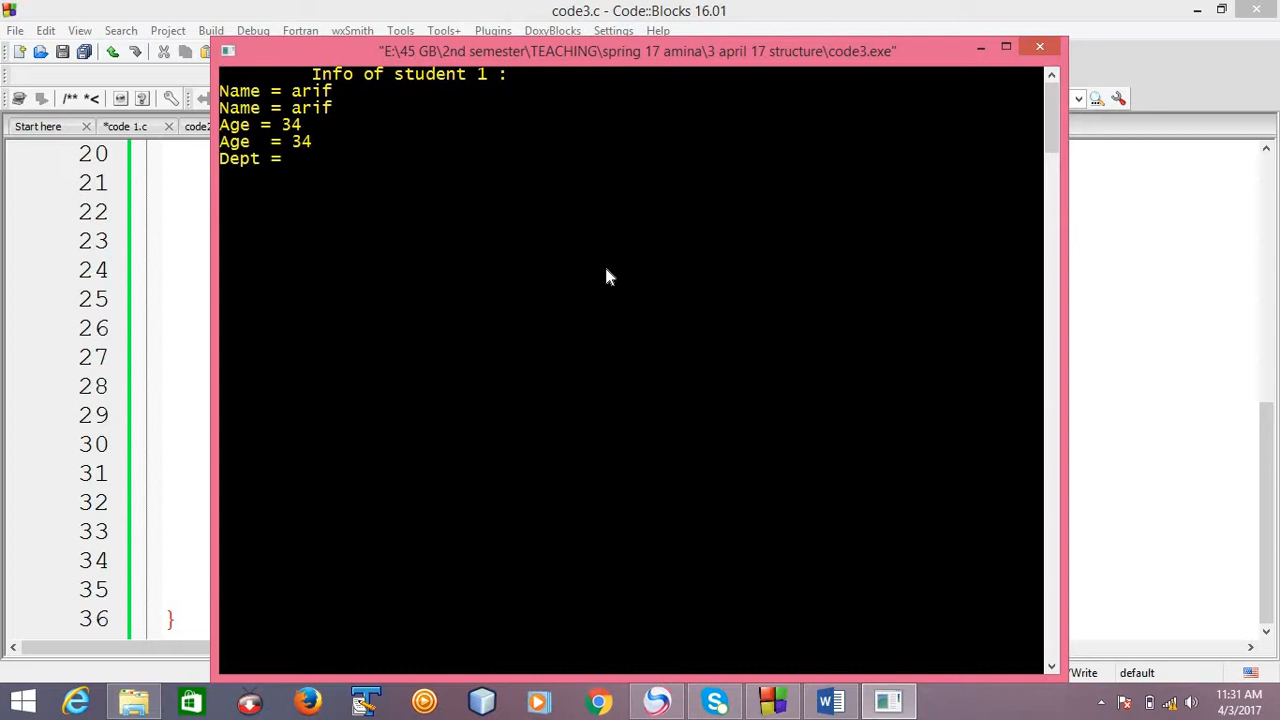 code3.c - Code::Blocks 16.01
File Edit View Search Project Build Debug Fortran wxSmith Tools Tools+ Plugins DoxyBlocks Settings Help
"E:\45 GB\2nd semester\TEACHING\spring 17 amina\3 april 17 structure\code3.exe"
Info of student 1 :
Name = arif
Name = arif
Age = 34
Age  = 34
Dept =
/** *<
Start here *code 1.c code2
20
21
22
23
24
25
26
27
28
29
30
31
32
33
34
35
36 }
/Write default
11:31 AM
4/3/2017